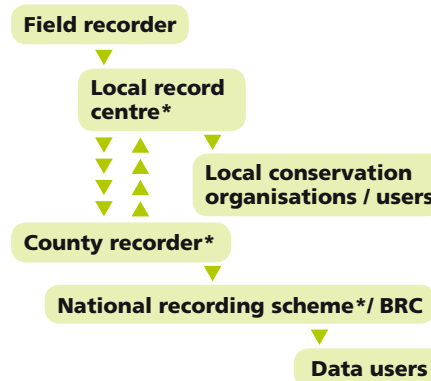 Field recorder
Local record
centre*
Local conservation
organisations / users
County recorder*
National recording scheme*/ BRC
Data users